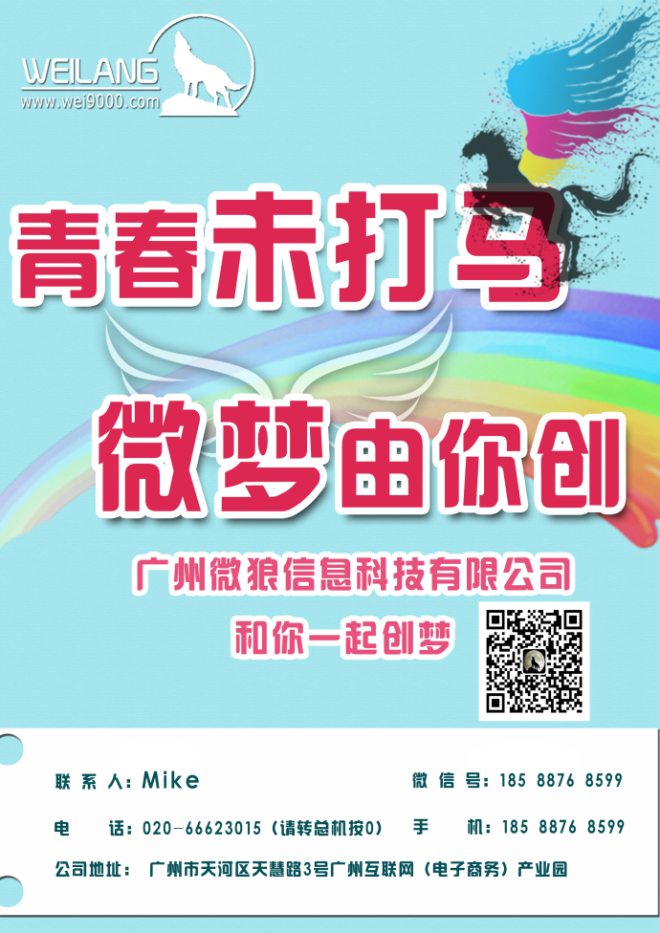 WEILANG
www.wei9000.com
青春未打马
微梦由你创
广州微狼信息科技有限公司
和你一起创梦
联系人：Mike 微信号：185 8876 8599
电话：020-66623015（请转总机按0） 手机：185 8876 8599
公司地址：广州市天河区天慧路3号广州互联网（电子商务）产业园